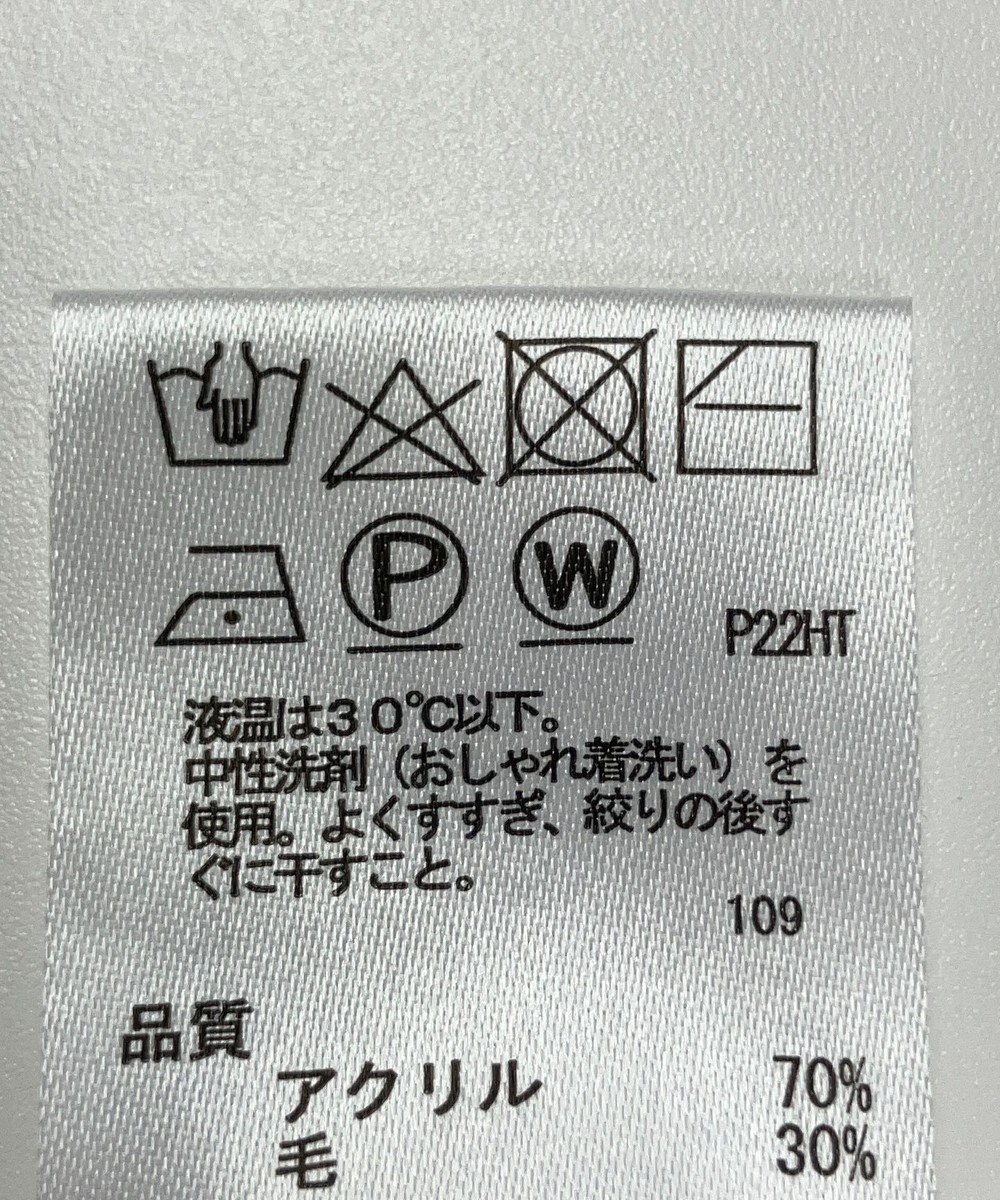 P
W
P22HT
液温は30℃以下。
中性洗剤（おしゃれ着洗い）を
使用。よくすすぎ、絞りの後す
ぐに干すこと。
109
品質
アクリル 70%
毛 30%